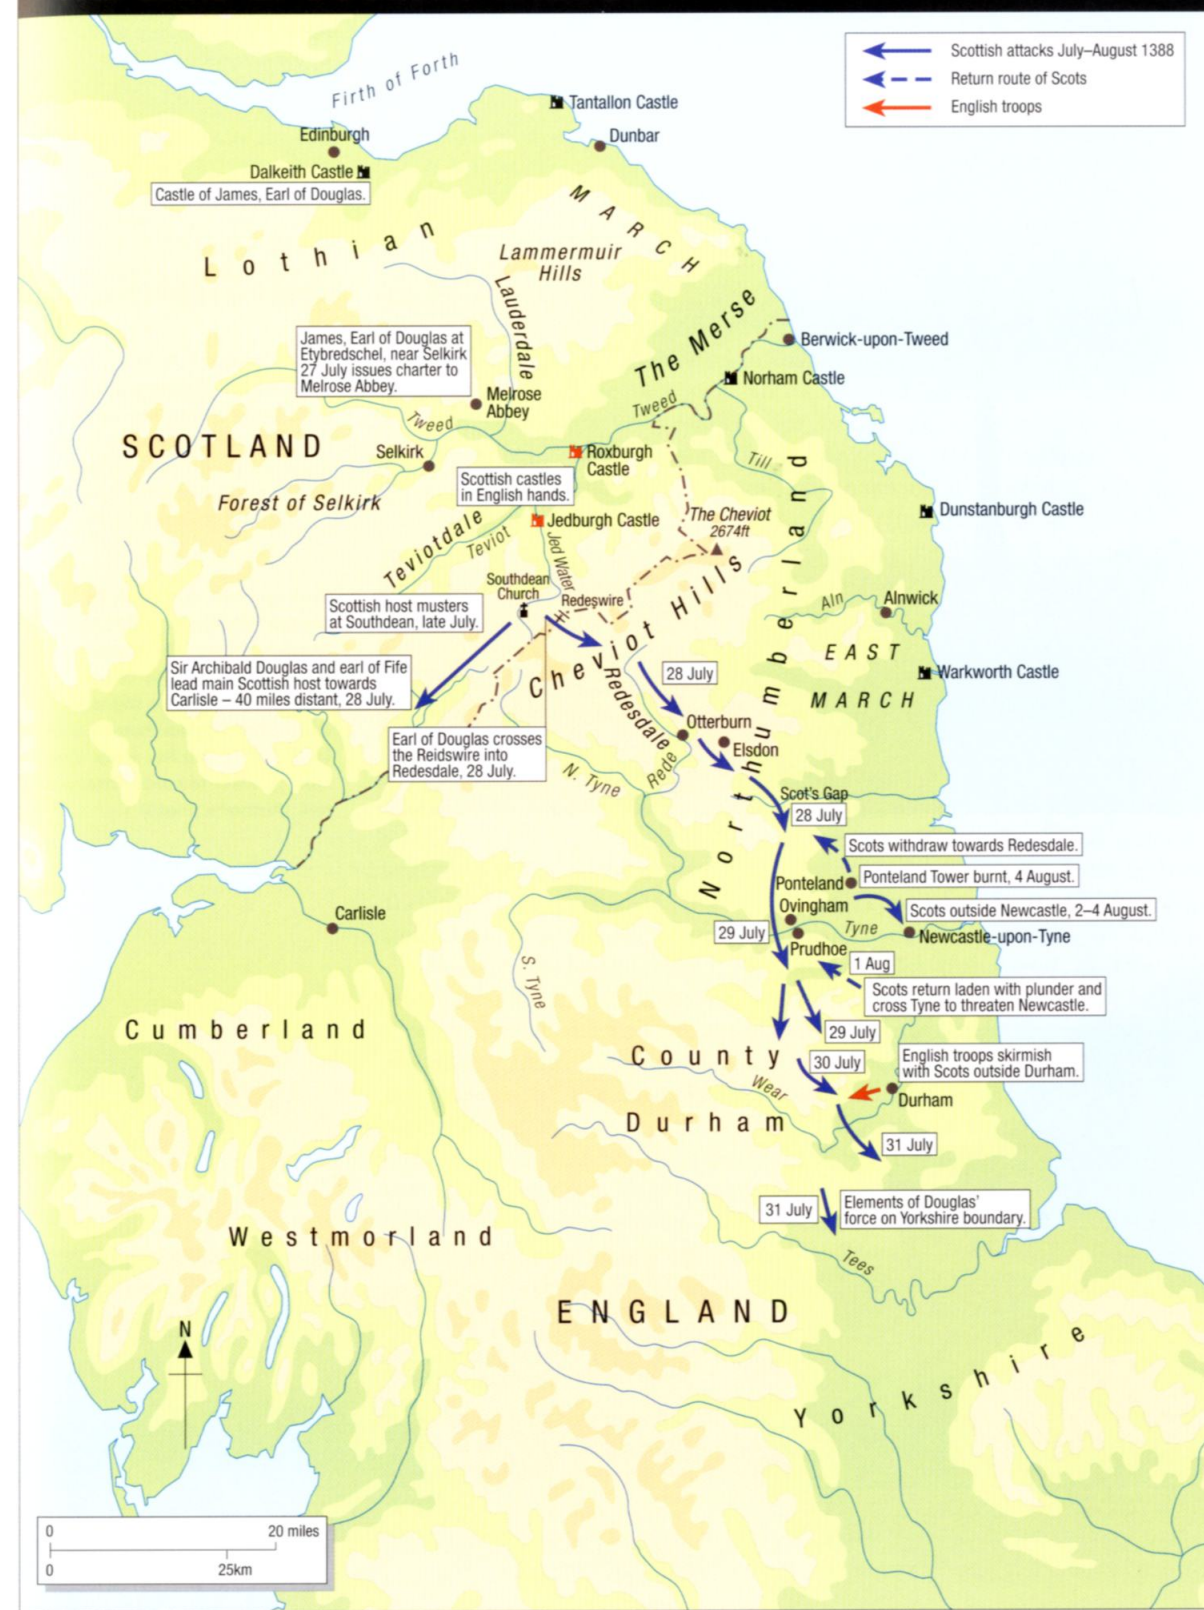 Scottish attacks July–August 1388
Return route of Scots
English troops
Firth of Forth
Tantallon Castle
Edinburgh
Dunbar
Dalkeith Castle
Castle of James, Earl of Douglas.
MARCH
Lothian
Lammermuir
Hills
Lauderdale
The Merse
James, Earl of Douglas at
Etybredschel, near Selkirk
27 July issues charter to
Melrose Abbey.
Berwick-upon-Tweed
Norham Castle
Melrose
Abbey
Tweed
Tweed
SCOTLAND
Selkirk
Roxburgh
Castle
Till
Scottish castles
in English hands.
Forest of Selkirk
Jedburgh Castle
The Cheviot
2674ft
Dunstanburgh Castle
Teviotdale
Teviot
Jed Water
Southdean
Church
Redeswire
Scottish host musters
at Southdean, late July.
Cheviot Hills
Northumberland
Aln
Alnwick
EAST
MARCH
Warkworth Castle
Sir Archibald Douglas and earl of Fife
lead main Scottish host towards
Carlisle – 40 miles distant, 28 July.
28 July
Redesdale
Otterburn
Elsdon
Earl of Douglas crosses
the Reidswire into
Redesdale, 28 July.
N. Tyne
Rede
Scot's Gap
28 July
Scots withdraw towards Redesdale.
Ponteland
Ponteland Tower burnt, 4 August.
Ovingham
Scots outside Newcastle, 2–4 August.
Carlisle
29 July
Tyne
Newcastle-upon-Tyne
Prudhoe
1 Aug
S. Tyne
Scots return laden with plunder and
cross Tyne to threaten Newcastle.
Cumberland
29 July
County
30 July
English troops skirmish
with Scots outside Durham.
Wear
Durham
Durham
31 July
31 July
Elements of Douglas'
force on Yorkshire boundary.
Westmorland
Tees
ENGLAND
N
Yorkshire
0 20 miles
0 25km